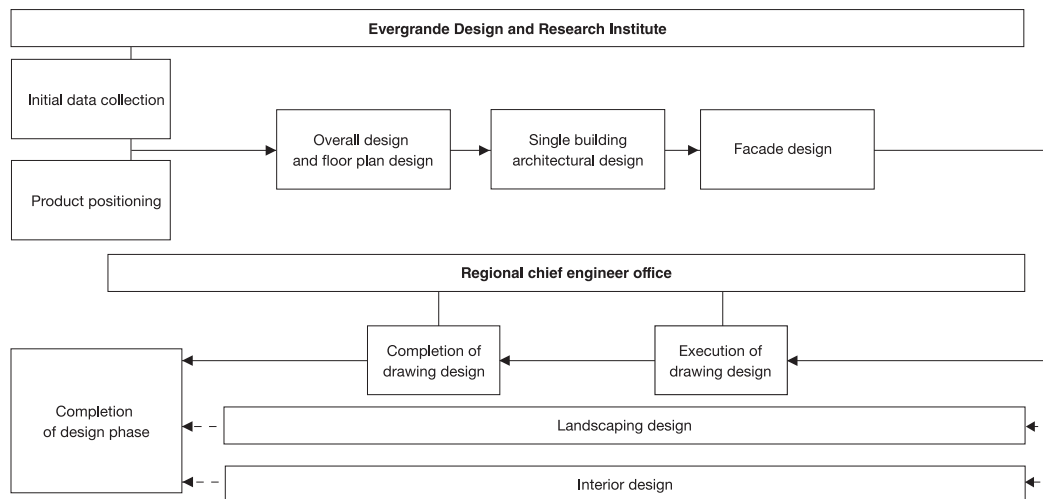 Evergrande Design and Research Institute
Initial data collection
Product positioning
Overall design
and floor plan design
Single building
architectural design
Facade design
Regional chief engineer office
Completion of
drawing design
Execution of
drawing design
Completion
of design phase
Landscaping design
Interior design